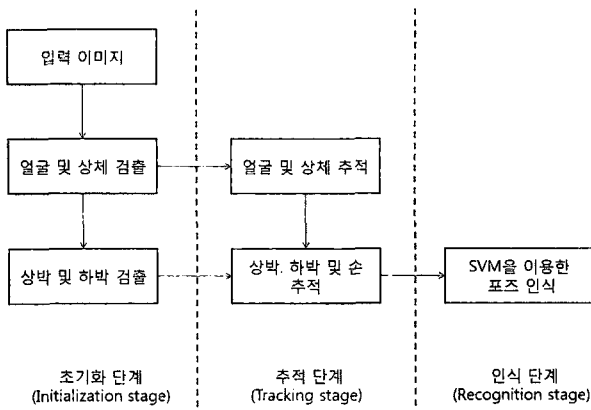 입력 이미지
얼굴 및 상체 검출
얼굴 및 상체 추적
상박 및 하박 검출
상박, 하박 및 손
추적
SVM을 이용한
포즈 인식
초기화 단계
(Initialization stage)
추적 단계
(Tracking stage)
인식 단계
(Recognition stage)